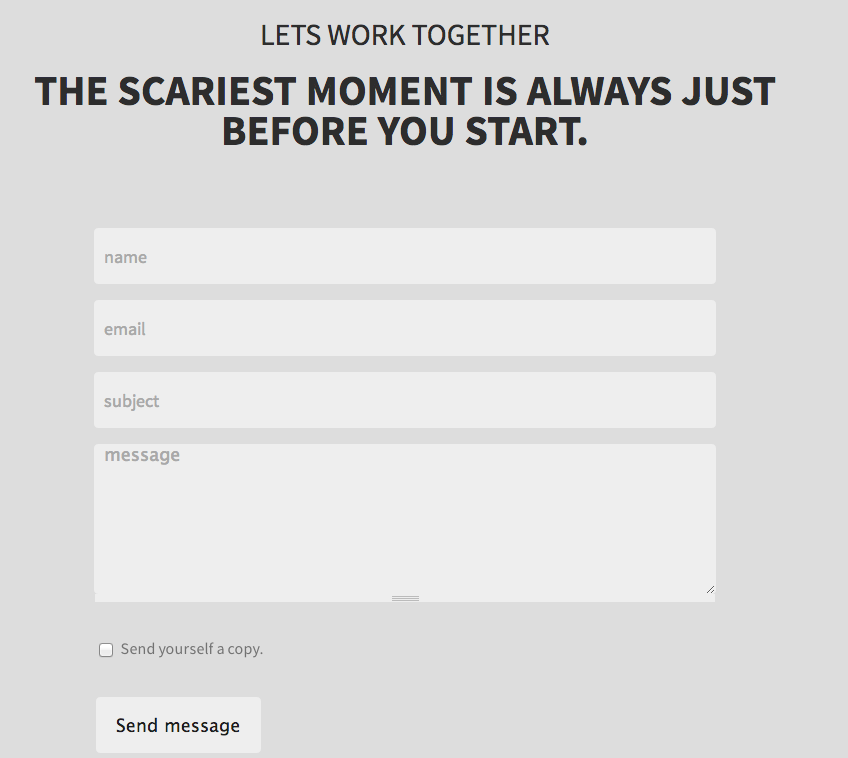 LETS WORK TOGETHER
THE SCARIEST MOMENT IS ALWAYS JUST
BEFORE YOU START.
name
email
subject
message
Send yourself a copy.
Send message